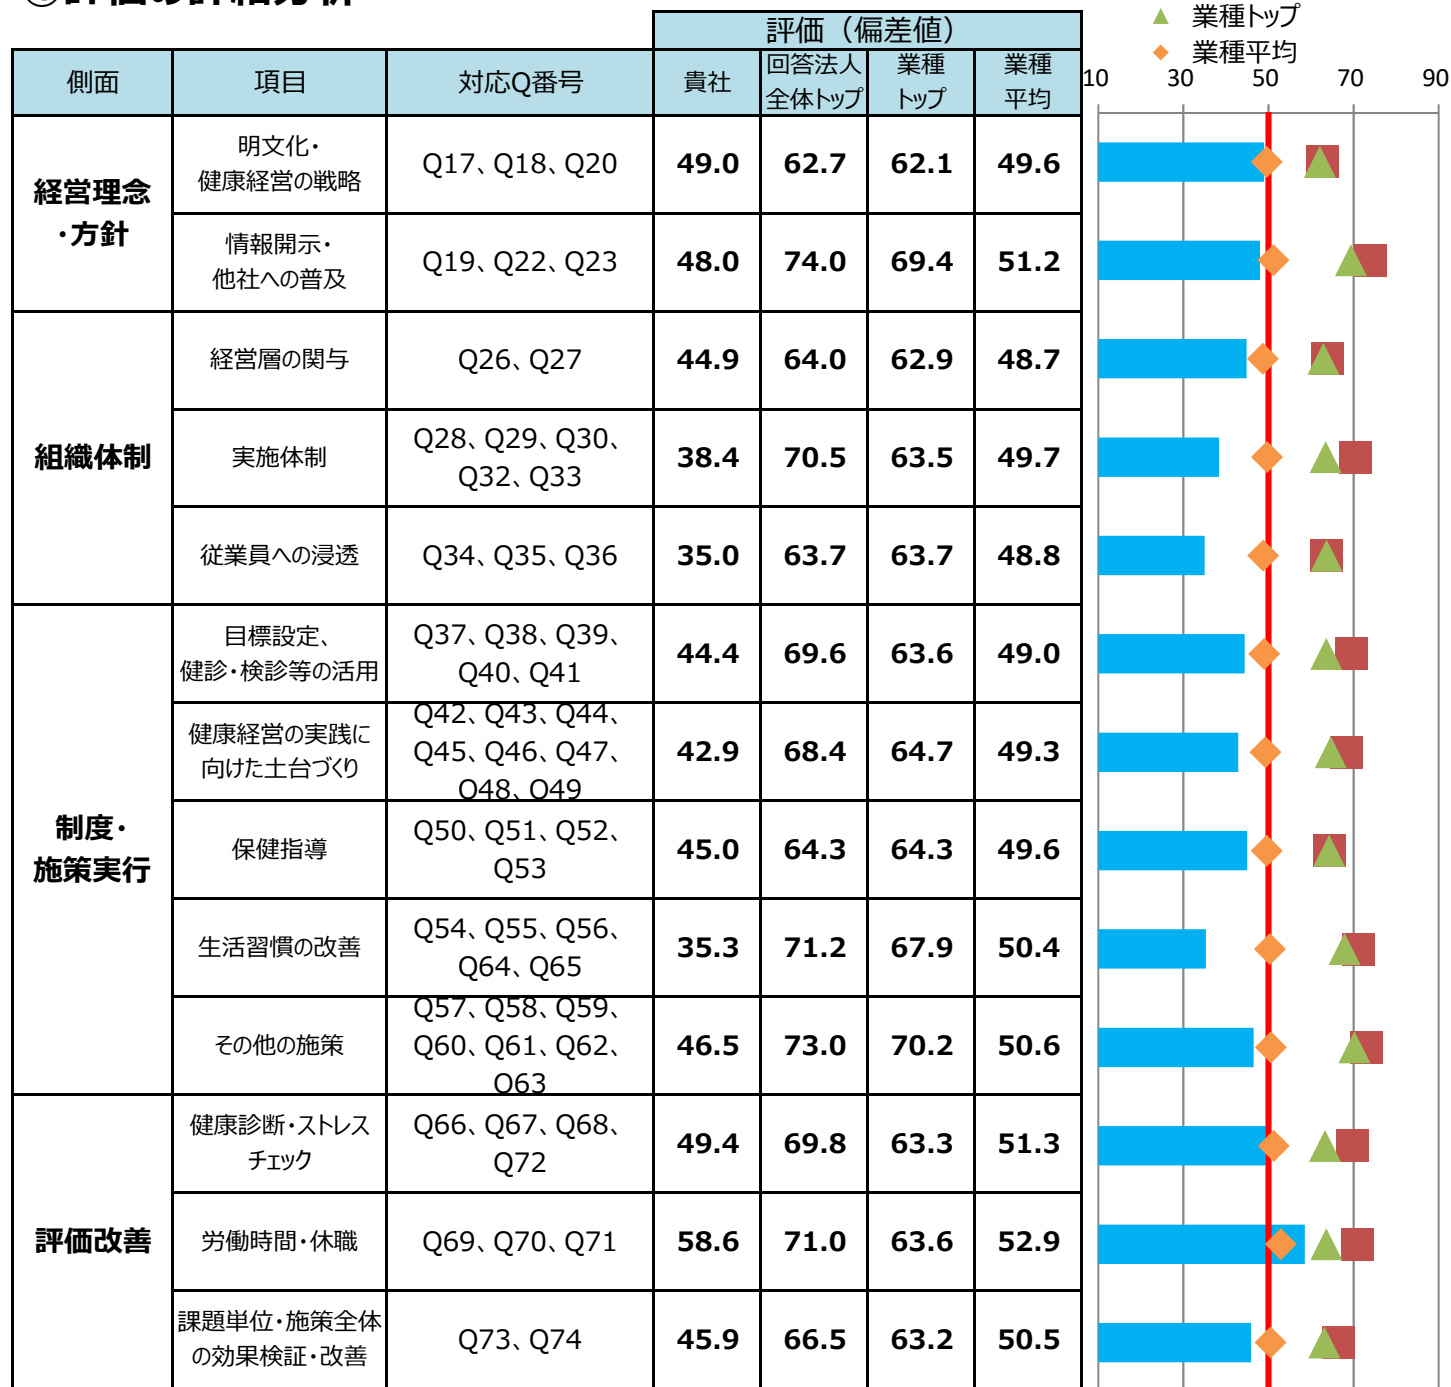 ▲ 業種トップ
◆ 業種平均
評価（偏差値）
側面 項目 対応Q番号 貴社 回答法人 業種 業種
全体トップ トップ 平均
10 30 50 70 90
経営理念
・方針
明文化・
健康経営の戦略
Q17、Q18、Q20 49.0 62.7 62.1 49.6
情報開示・
他社への普及
Q19、Q22、Q23 48.0 74.0 69.4 51.2
組織体制
経営層の関与 Q26、Q27 44.9 64.0 62.9 48.7
実施体制
Q28、Q29、Q30、
Q32、Q33
38.4 70.5 63.5 49.7
従業員への浸透 Q34、Q35、Q36 35.0 63.7 63.7 48.8
制度・
施策実行
目標設定、
健診・検診等の活用
Q37、Q38、Q39、
Q40、Q41
44.4 69.6 63.6 49.0
健康経営の実践に
向けた土台づくり
Q42、Q43、Q44、
Q45、Q46、Q47、
Q48、Q49
42.9 68.4 64.7 49.3
保健指導
Q50、Q51、Q52、
Q53
45.0 64.3 64.3 49.6
生活習慣の改善
Q54、Q55、Q56、
Q64、Q65
35.3 71.2 67.9 50.4
その他の施策
Q57、Q58、Q59、
Q60、Q61、Q62、
Q63
46.5 73.0 70.2 50.6
評価改善
健康診断・ストレス
チェック
Q66、Q67、Q68、
Q72
49.4 69.8 63.3 51.3
労働時間・休職 Q69、Q70、Q71 58.6 71.0 63.6 52.9
課題単位・施策全体
の効果検証・改善
Q73、Q74 45.9 66.5 63.2 50.5